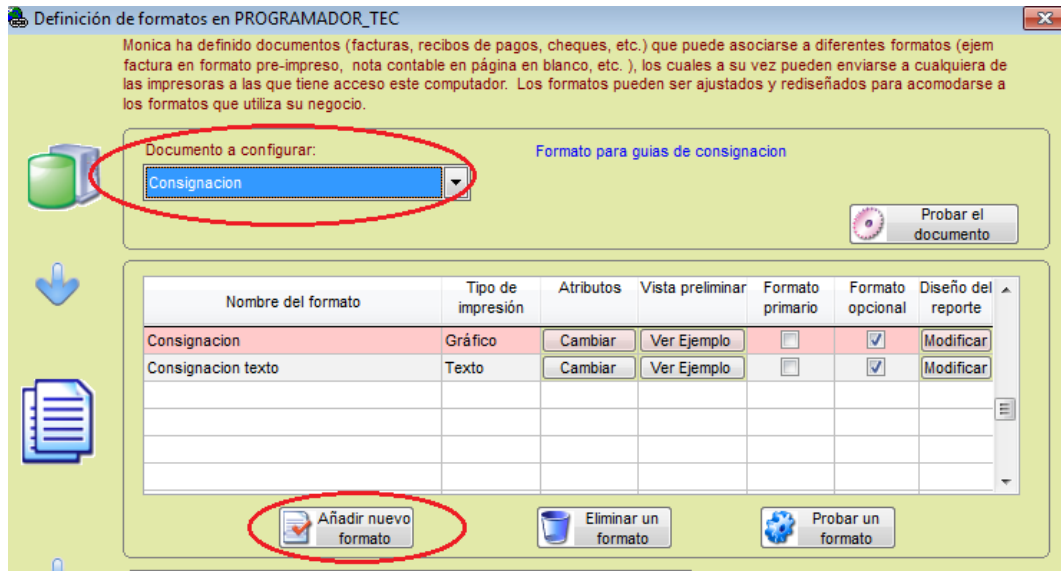 Definición de formatos en PROGRAMADOR_TEC
Monica ha definido documentos (facturas, recibos de pagos, cheques, etc.) que puede asociarse a diferentes formatos (ejem
factura en formato pre-impreso, nota contable en página en blanco, etc. ), los cuales a su vez pueden enviarse a cualquiera de
las impresoras a las que tiene acceso este computador. Los formatos pueden ser ajustados y rediseñados para acomodarse a
los formatos que utiliza su negocio.
Documento a configurar:
Formato para guias de consignacion
Consignacion
Probar el
documento
Nombre del formato Tipo de impresión Atributos Vista preliminar Formato primario Formato opcional Diseño del reporte
Consignacion Gráfico Cambiar Ver Ejemplo Modificar
Consignacion texto Texto Cambiar Ver Ejemplo Modificar
Añadir nuevo
formato
Eliminar un
formato
Probar un
formato